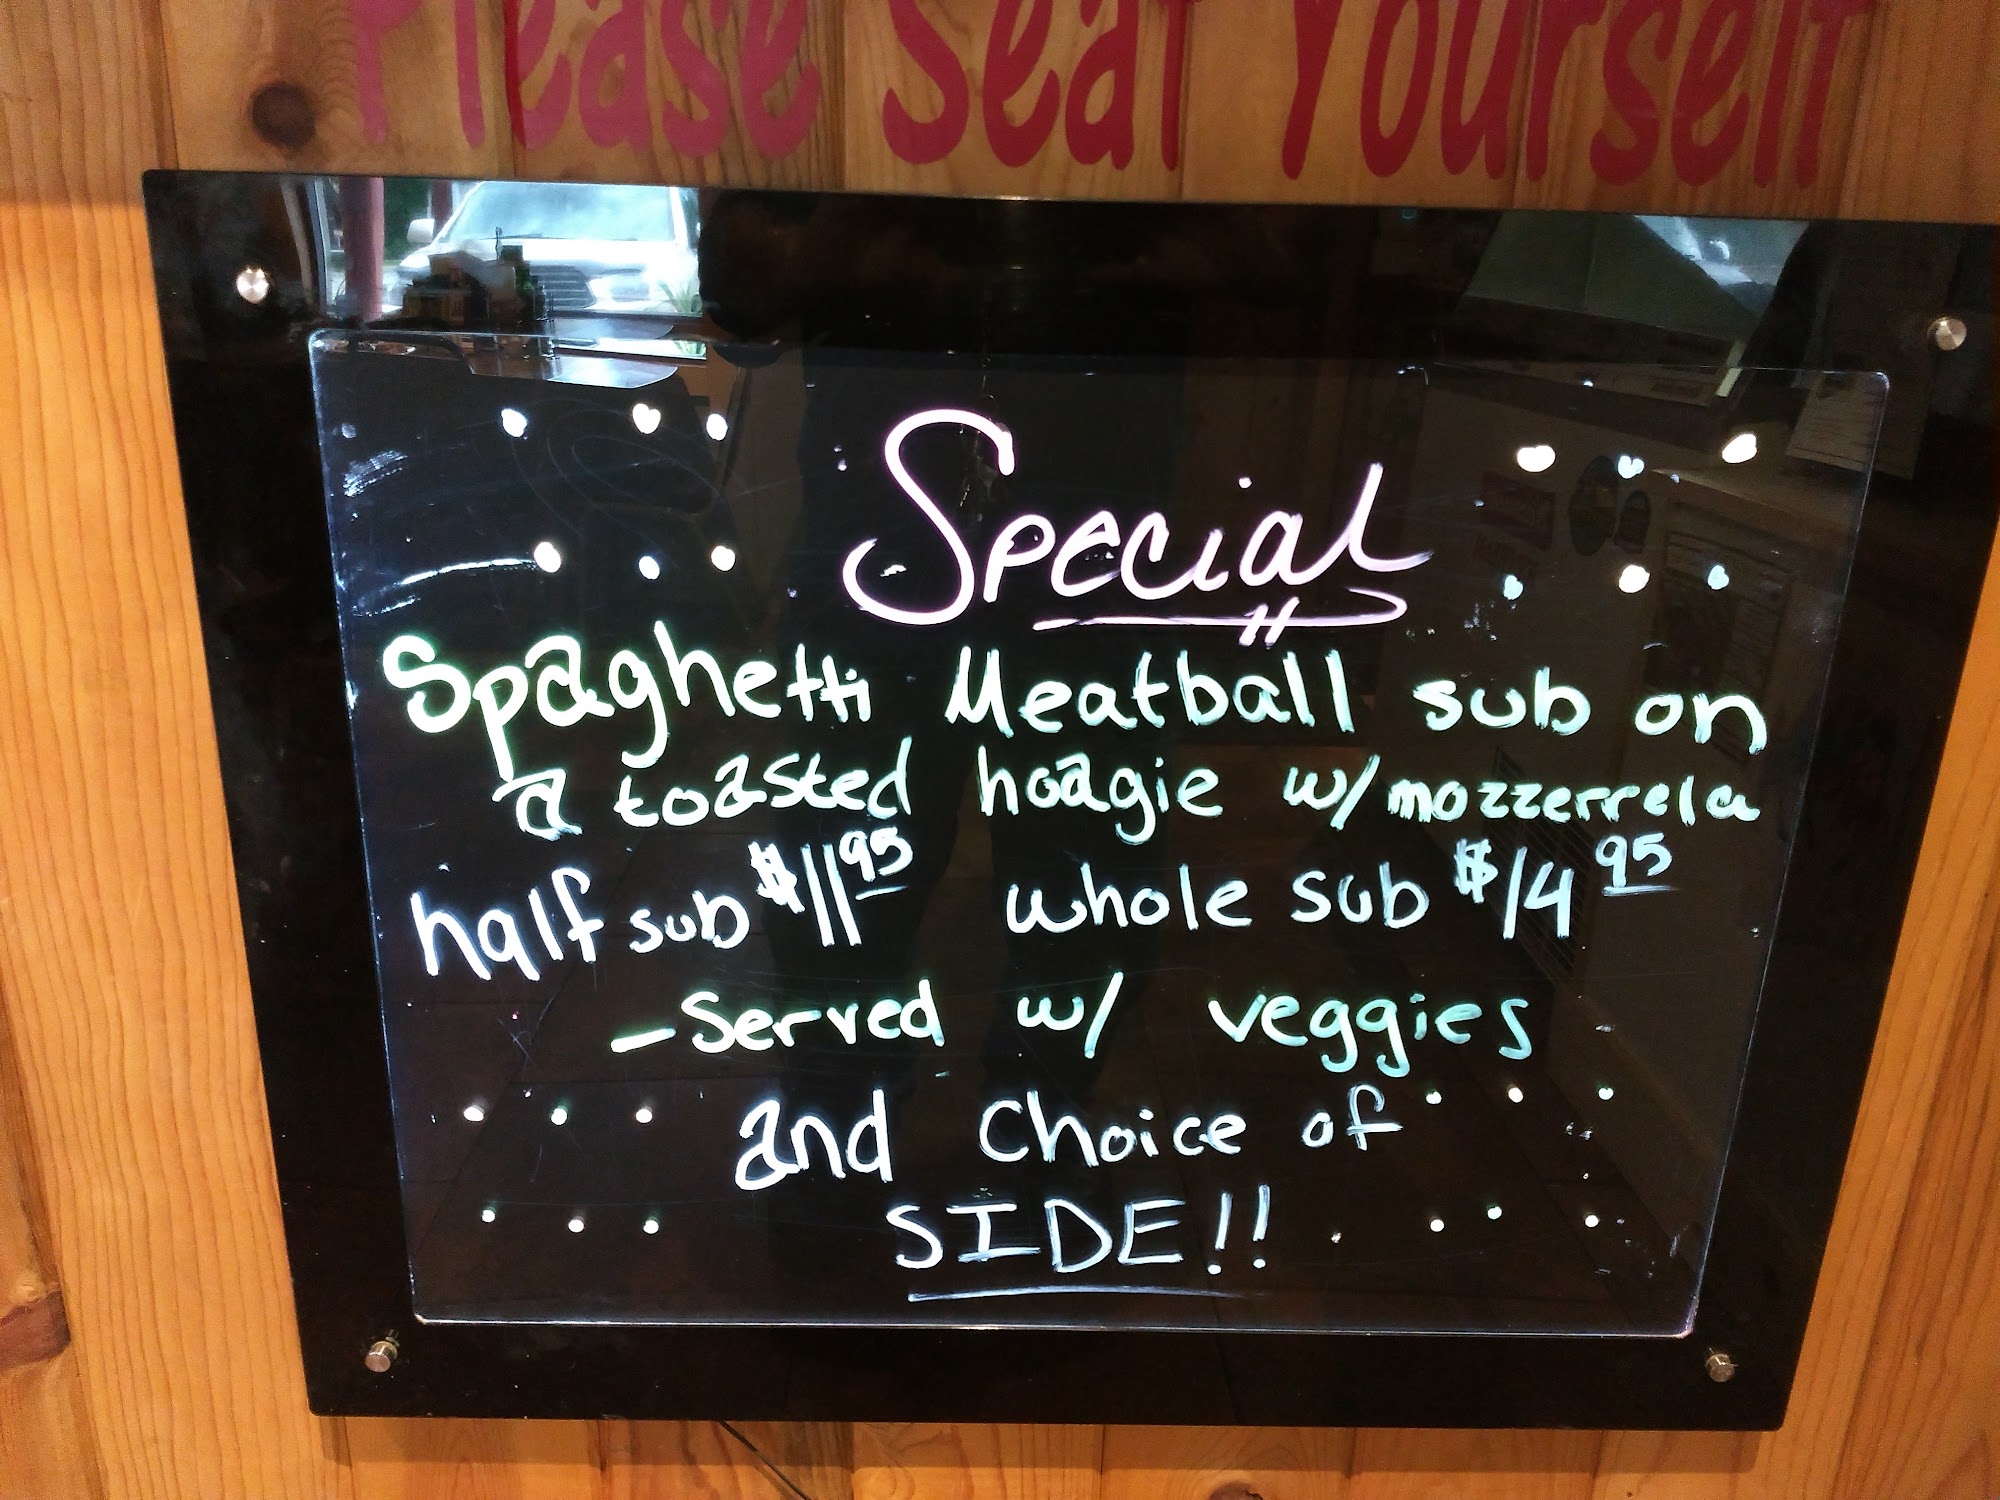 Please Seat Yourself
Special
Spaghetti Meatball sub on
a toasted hoagie w/ mozzerrela
half sub $11.95 whole sub $14.95
- Served w/ veggies
and Choice of
SIDE!!